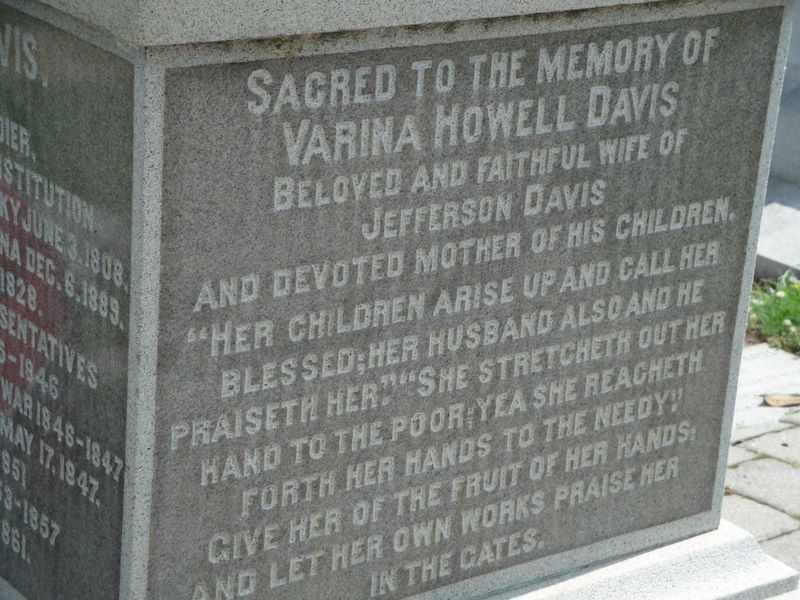 VIS.
DIER.
STITUTION.
KY JUNE 3. 1808.
NA DEC. 6. 1889.
1828.
SENTATIVES
5-1846
WAR 1846-1847
MAY 17. 1847.
851
53-1857
1861.
SACRED TO THE MEMORY OF
VARINA HOWELL DAVIS
BELOVED AND FAITHFUL WIFE OF
JEFFERSON DAVIS
AND DEVOTED MOTHER OF HIS CHILDREN.
"HER CHILDREN ARISE UP AND CALL HER
BLESSED; HER HUSBAND ALSO AND HE
PRAISETH HER." "SHE STRETCHETH OUT HER
HAND TO THE POOR; YEA SHE REACHETH
FORTH HER HANDS TO THE NEEDY."
GIVE HER OF THE FRUIT OF HER HANDS;
AND LET HER OWN WORKS PRAISE HER
IN THE GATES.